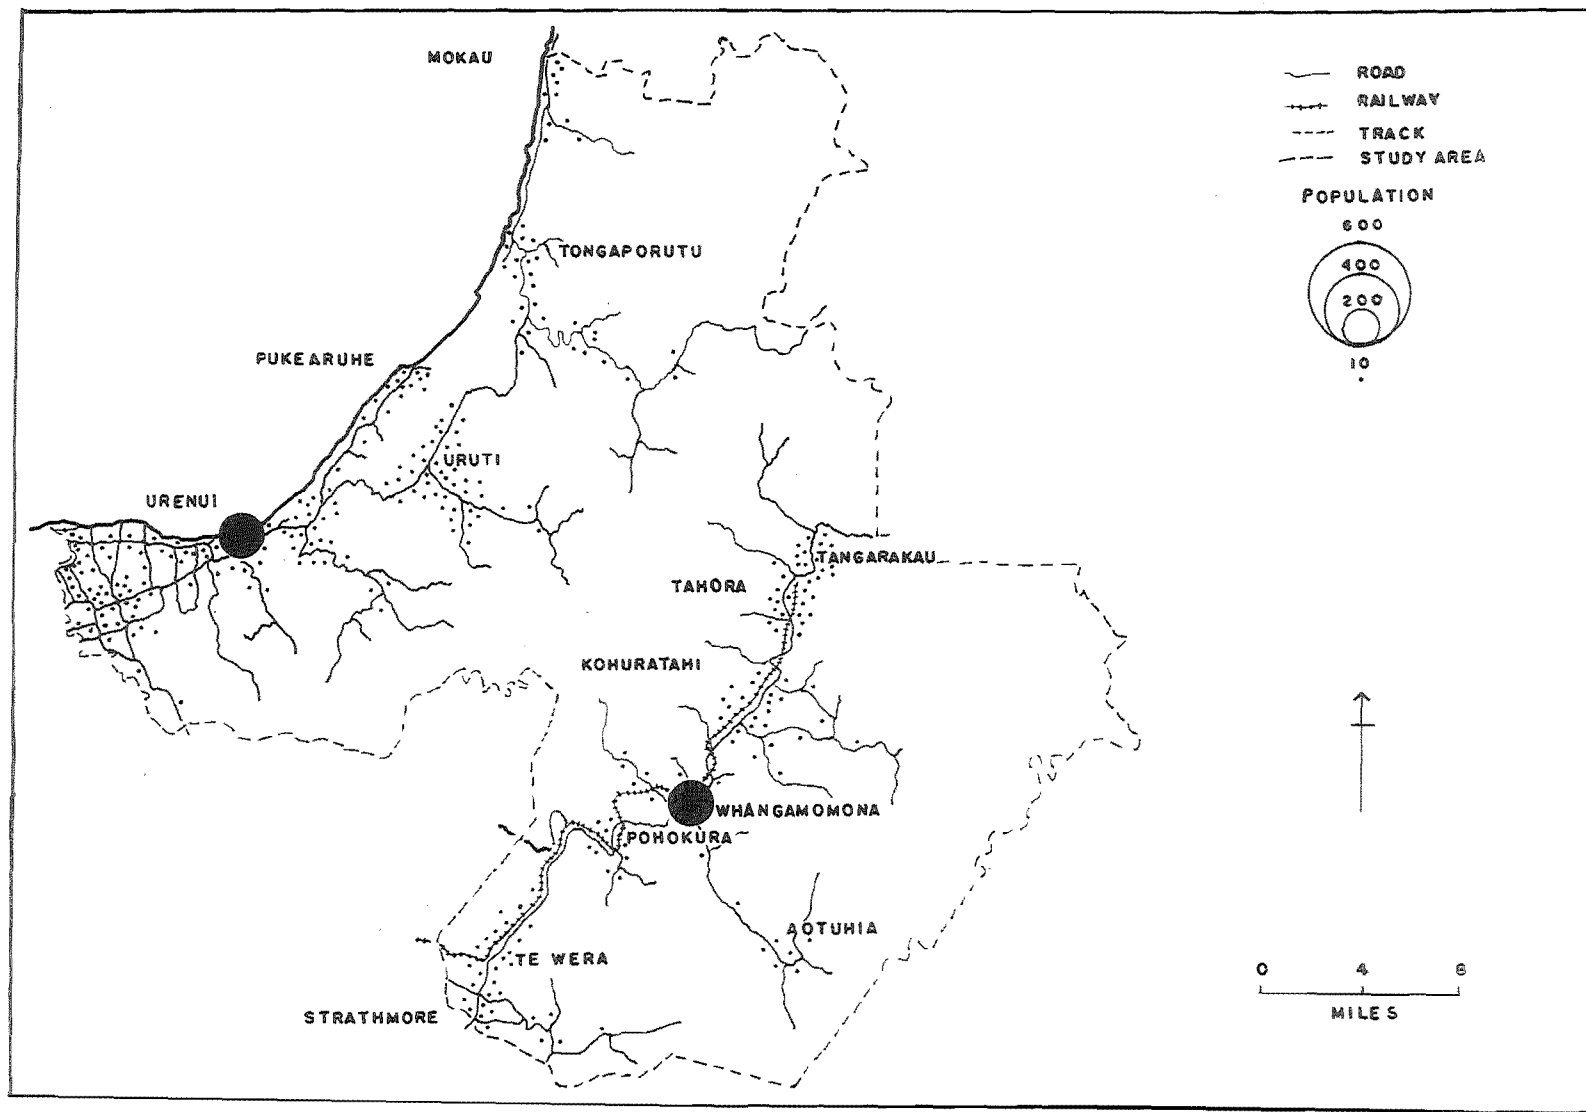 MOKAU
ROAD
RAILWAY
TRACK
STUDY AREA
POPULATION
600
400
200
10
TONGAPORUTU
PUKEARUHE
URUTI
URENUI
TANGARAKAU
TAHORA
KOHURATAHI
WHANGAMOMONA
POHOKURA
AOTUHIA
TE WERA
STRATHMORE
0 4 8
MILES